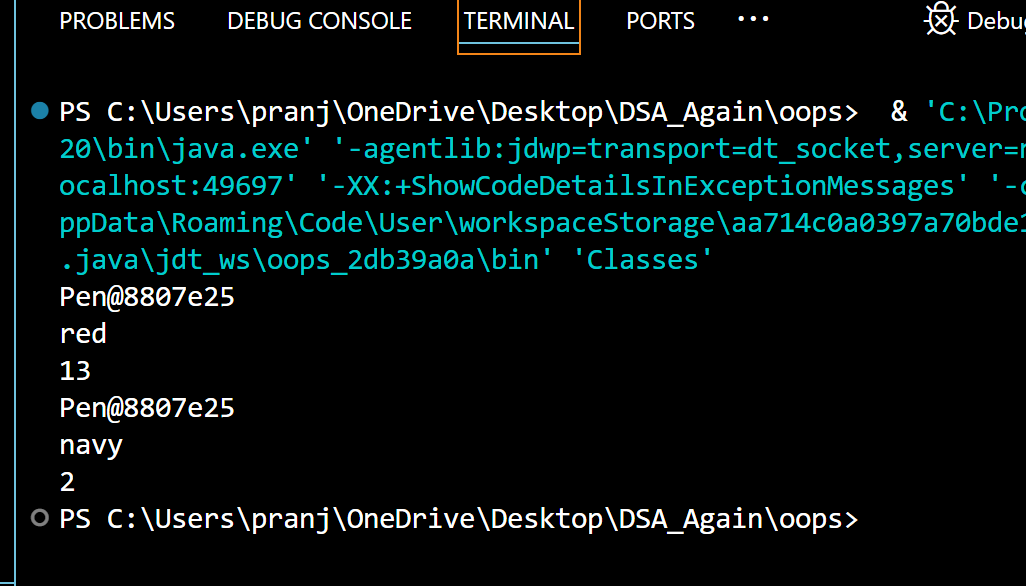 PROBLEMS DEBUG CONSOLE TERMINAL PORTS ··· Debug
PS C:\Users\pranj\OneDrive\Desktop\DSA_Again\oops>  & 'C:\Pro
20\bin\java.exe' '-agentlib:jdwp=transport=dt_socket,server=n
ocalhost:49697' '-XX:+ShowCodeDetailsInExceptionMessages' '-c
ppData\Roaming\Code\User\workspaceStorage\aa714c0a0397a70bde1
.java\jdt_ws\oops_2db39a0a\bin' 'Classes'
Pen@8807e25
red
13
Pen@8807e25
navy
2
PS C:\Users\pranj\OneDrive\Desktop\DSA_Again\oops>